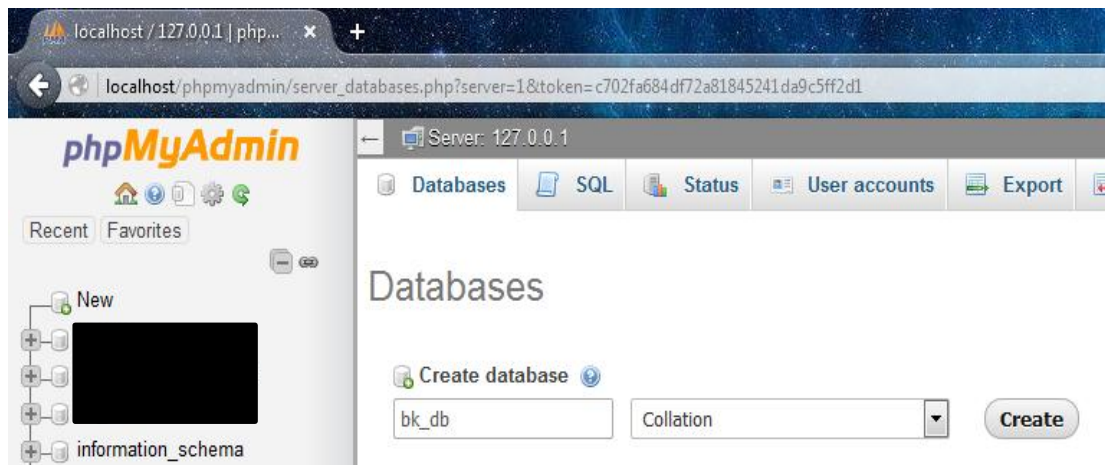 localhost / 127.0.0.1 | php...
localhost/phpmyadmin/server_databases.php?server=1&token=c702fa684df72a81845241da9c5ff2d1
phpMyAdmin
Server: 127.0.0.1
Databases SQL Status User accounts Export
Recent Favorites
Databases
New
Create database
bk_db Collation Create
information_schema